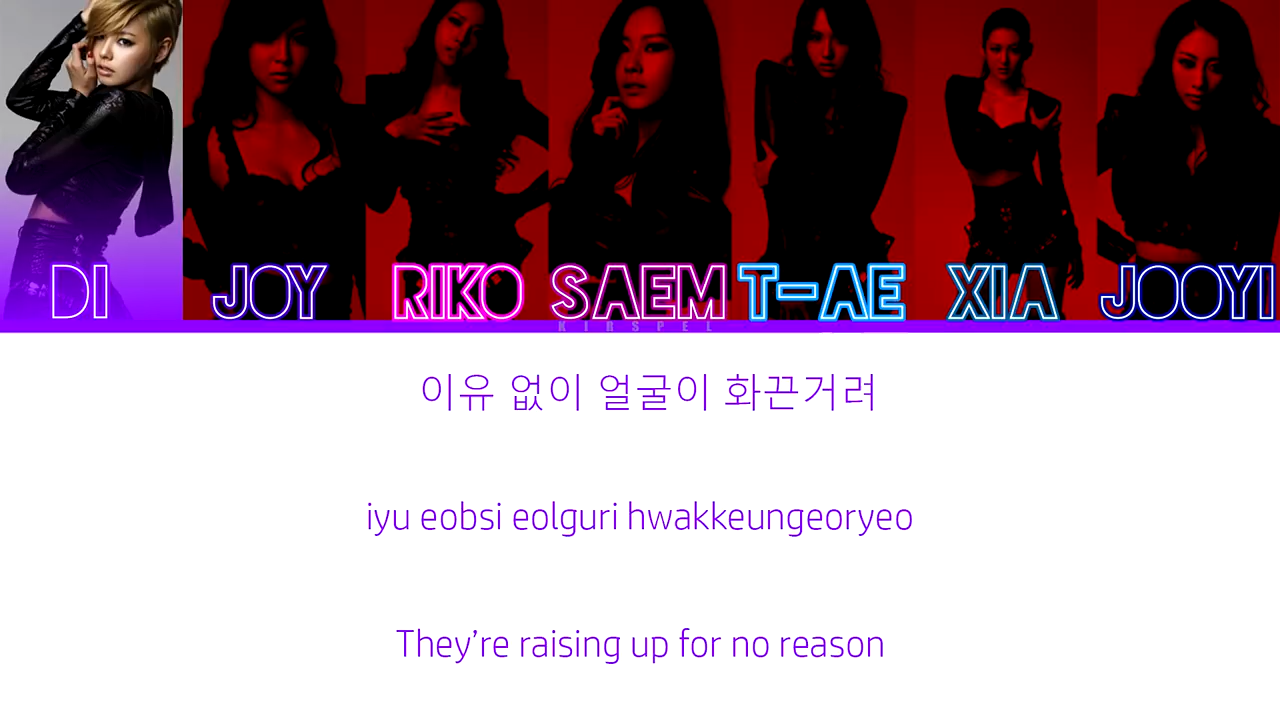 DI JOY RIKO SAEM T-AE XIA JOOYI
KIRSPEL
이유 없이 얼굴이 화끈거려
iyu eobsi eolguri hwakkeungeoryeo
They’re raising up for no reason